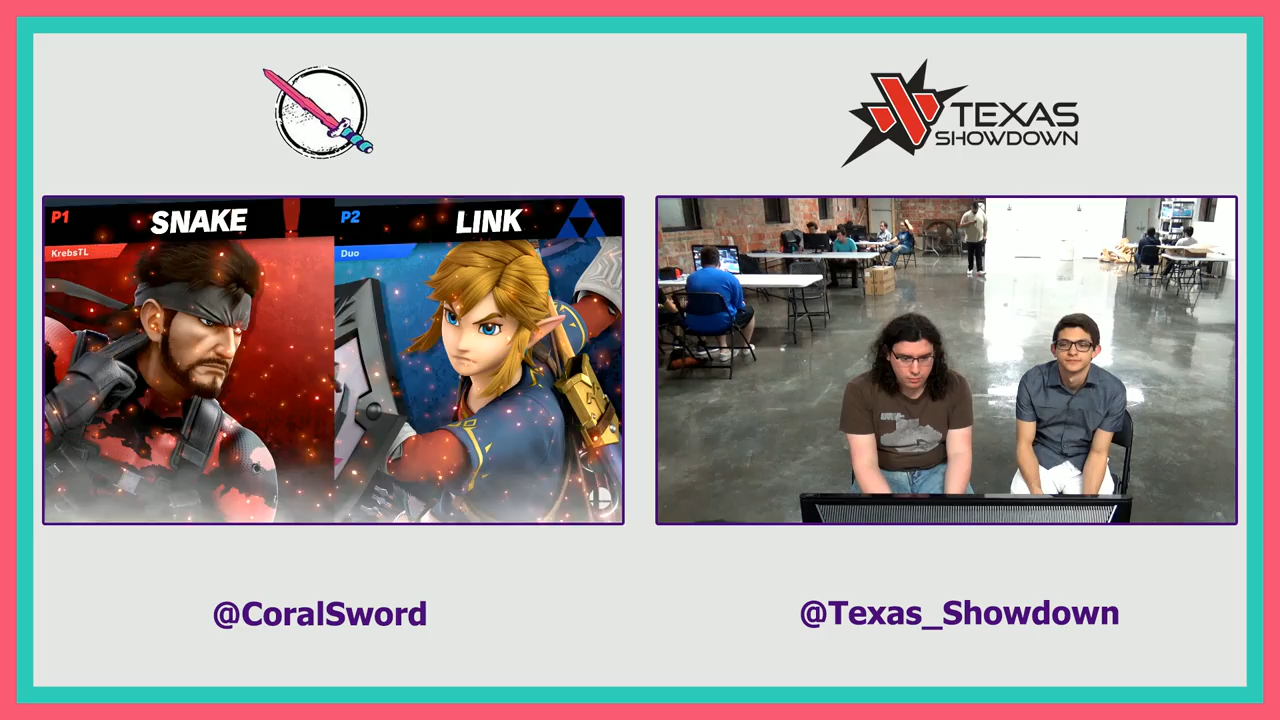 TEXAS
SHOWDOWN
P1
SNAKE
P2
LINK
KrebsTL
Duo
@CoralSword
@Texas_Showdown